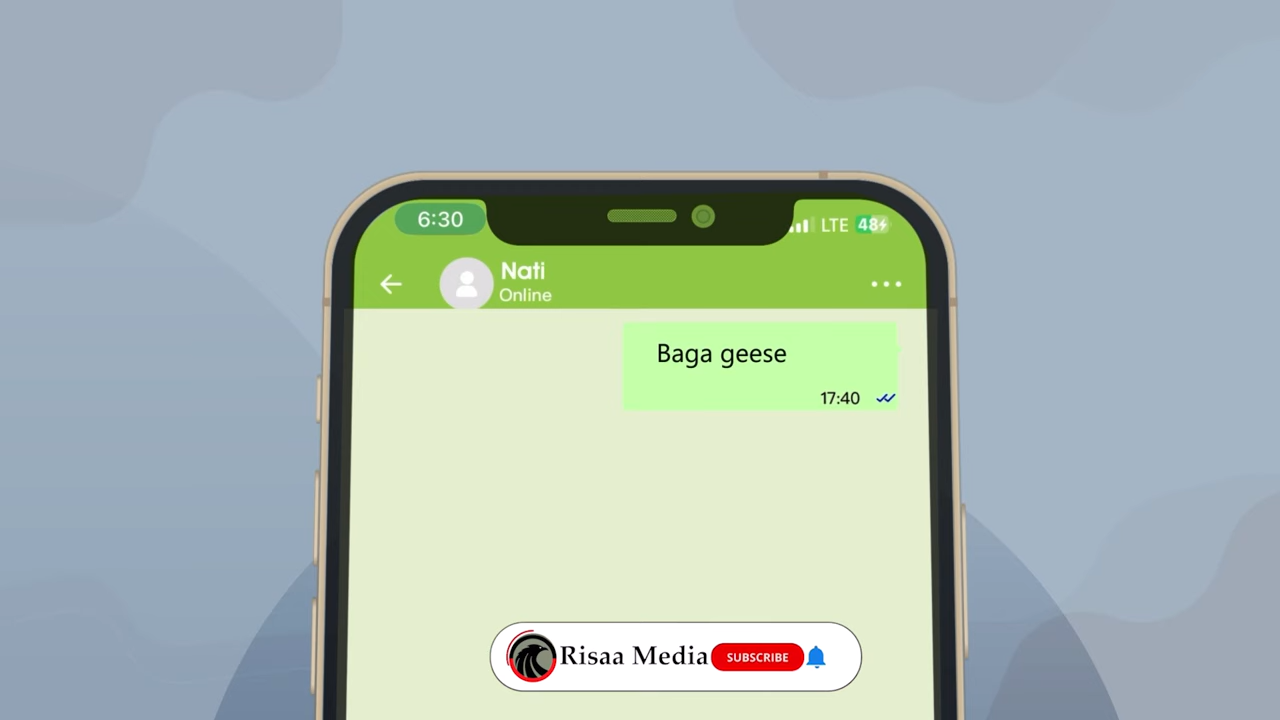 6:30
LTE 48
Nati
Online
Baga geese
17:40
Risaa Media SUBSCRIBE